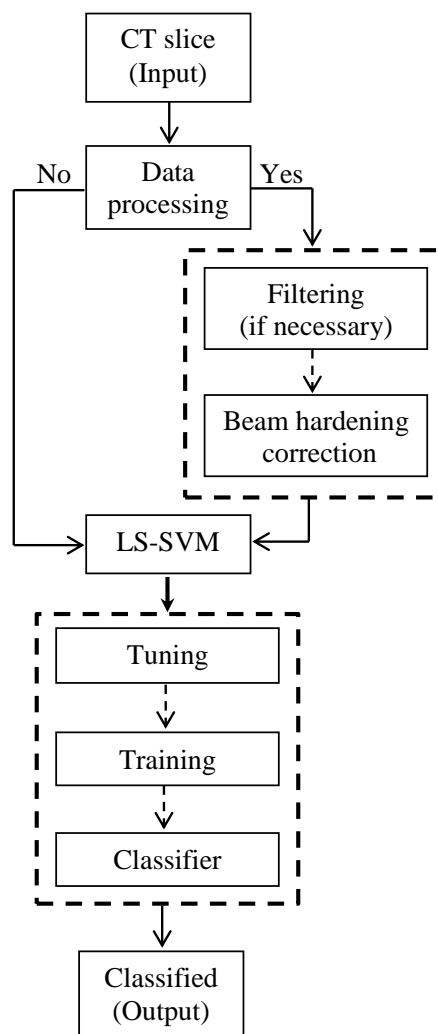 CT slice
(Input)
No
Data
processing
Yes
Filtering
(if necessary)
Beam hardening
correction
LS-SVM
Tuning
Training
Classifier
Classified
(Output)